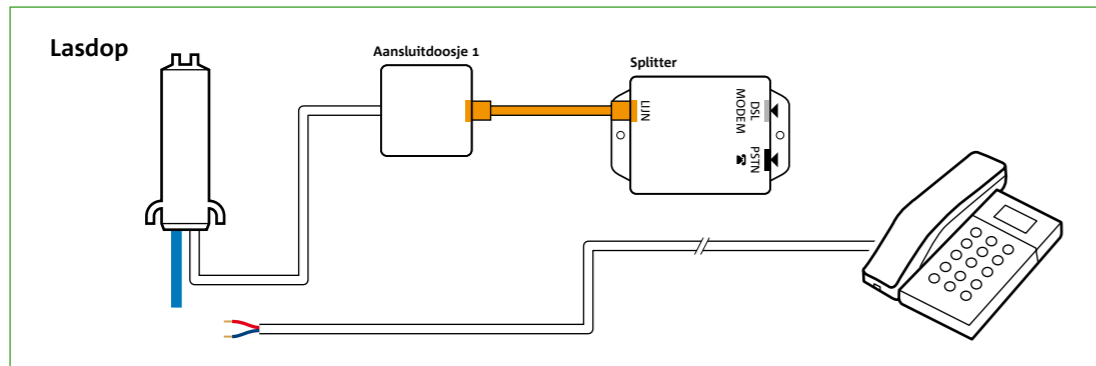 Lasdop
Aansluitdoosje 1
Splitter
LIJN
DSL
MODEM
PSTN